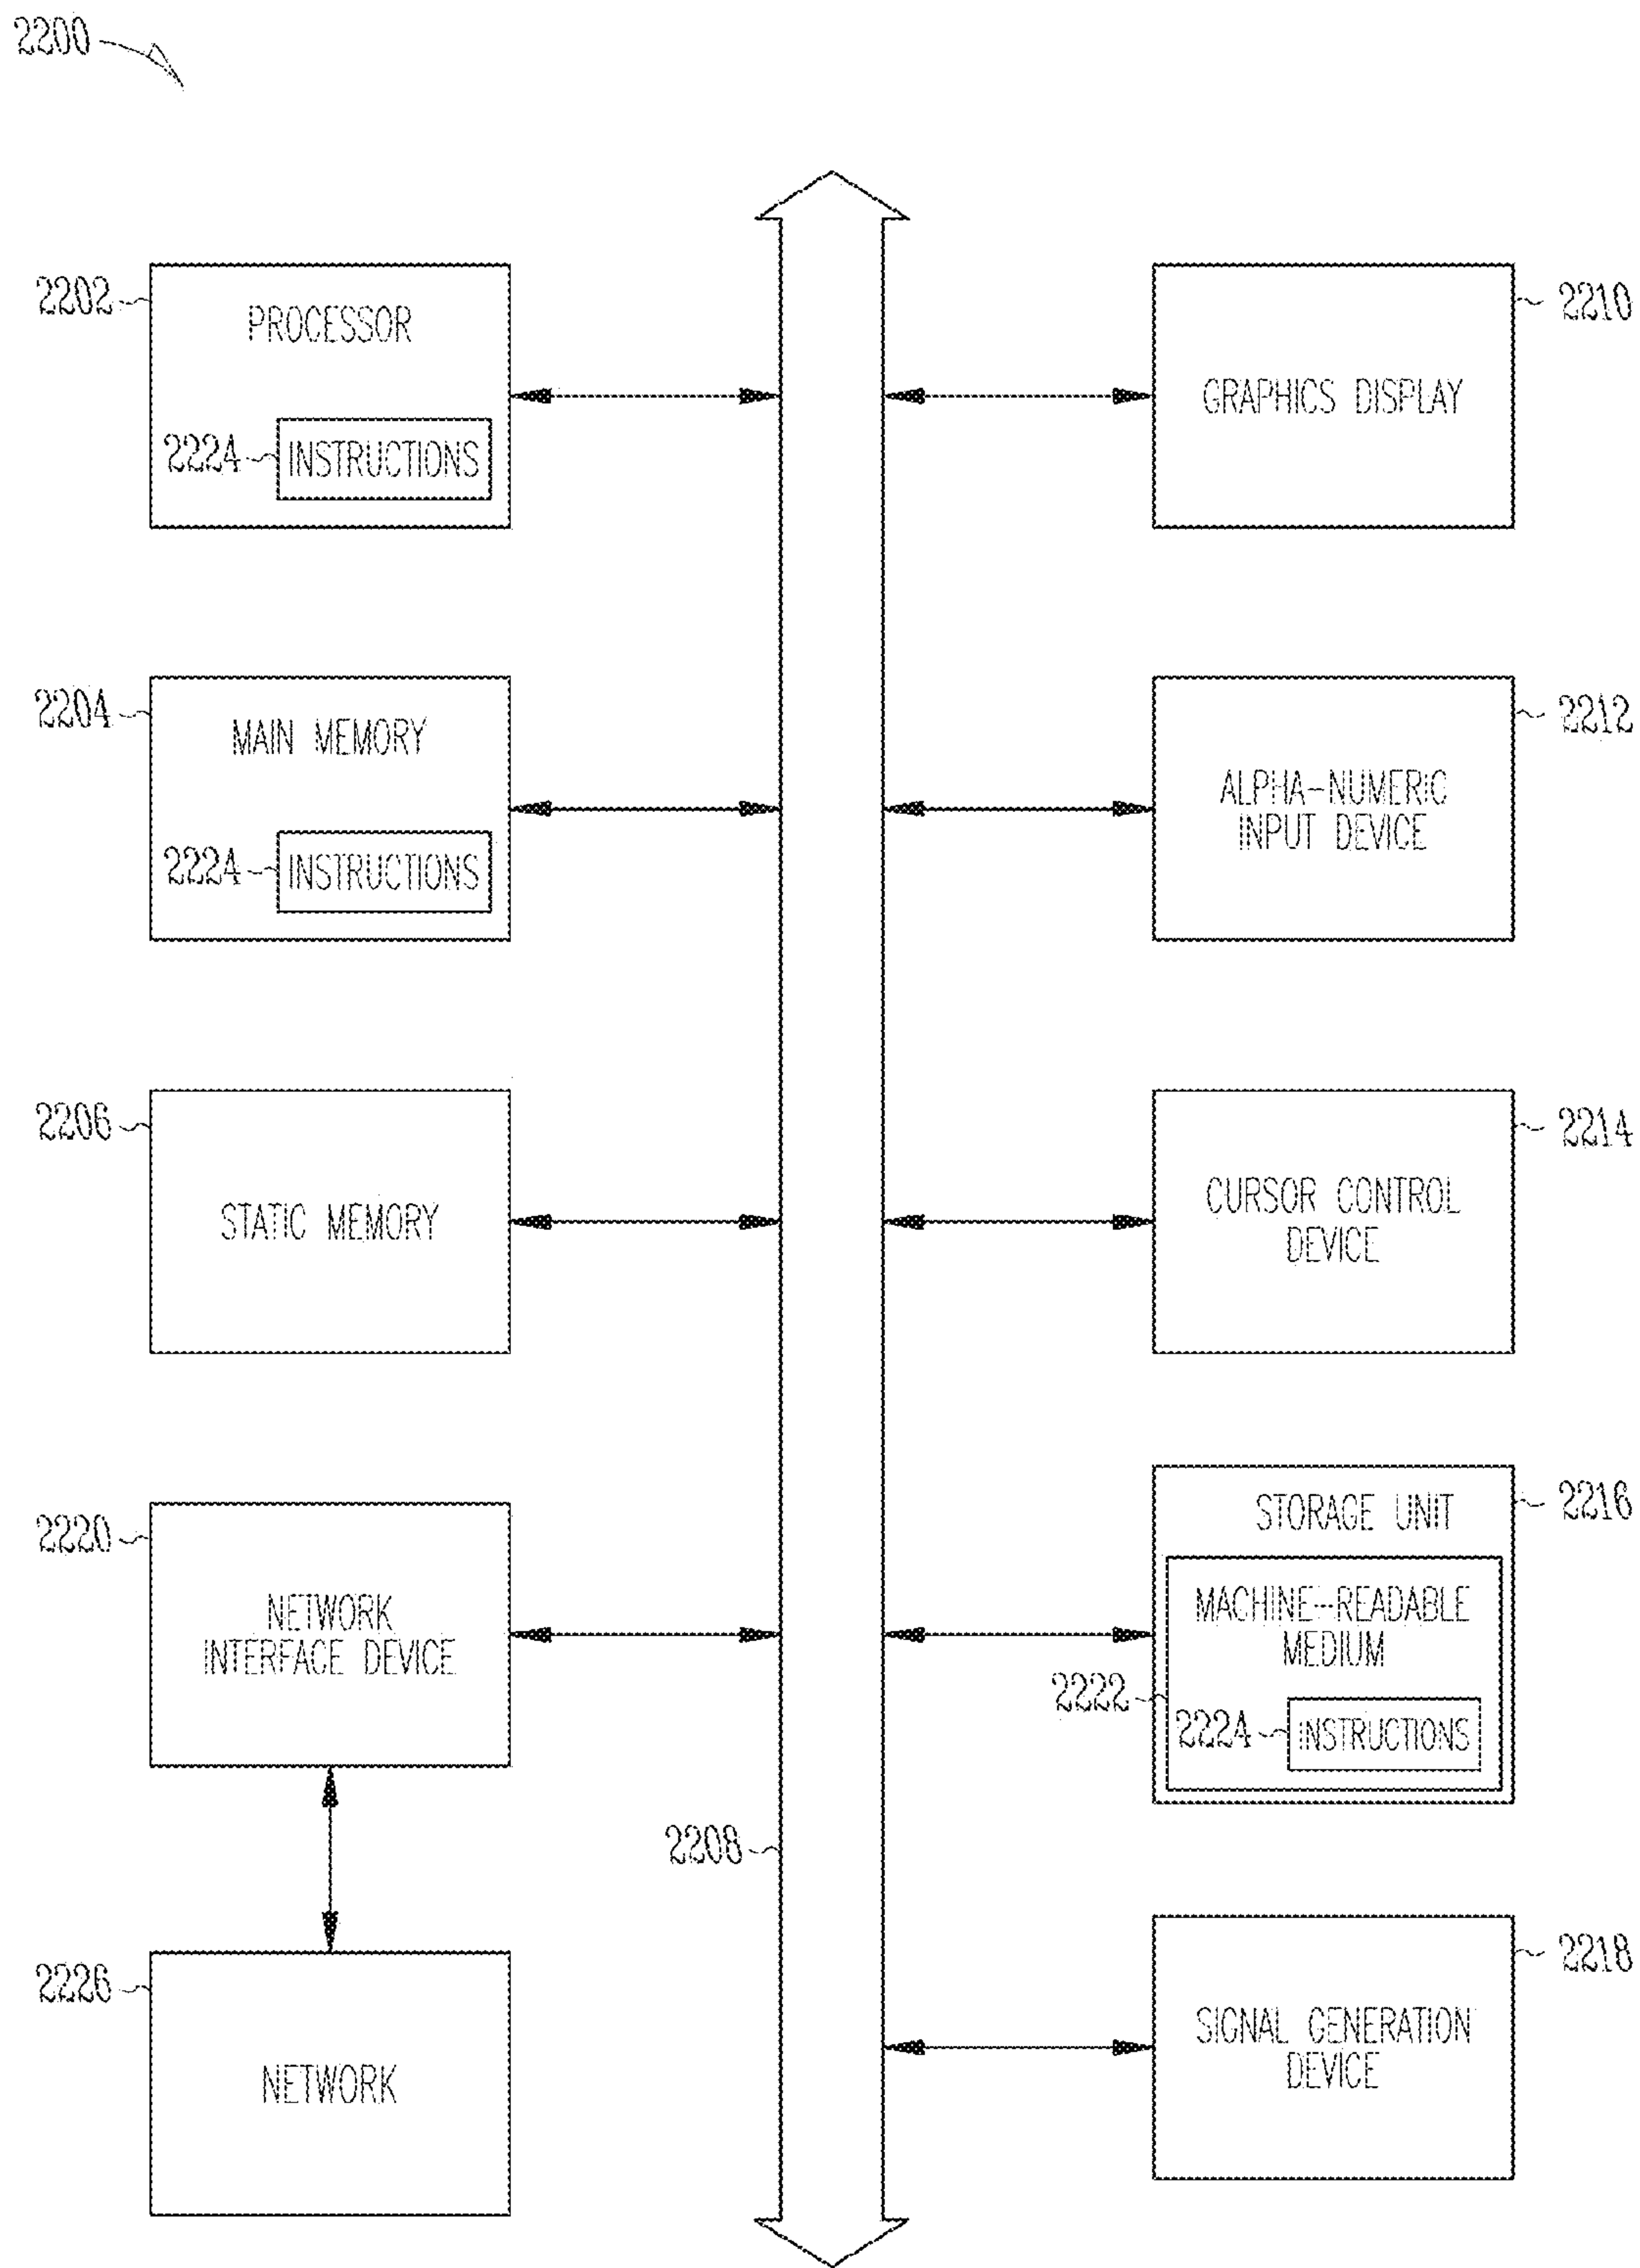 2200
2202
PROCESSOR
2224
INSTRUCTIONS
2204
MAIN MEMORY
2224
INSTRUCTIONS
2206
STATIC MEMORY
2220
NETWORK
INTERFACE DEVICE
2208
2226
NETWORK
2210
GRAPHICS DISPLAY
2212
ALPHA-NUMERIC
INPUT DEVICE
2214
CURSOR CONTROL
DEVICE
2216
STORAGE UNIT
MACHINE-READABLE
MEDIUM
2222
2224
INSTRUCTIONS
2218
SIGNAL GENERATION
DEVICE